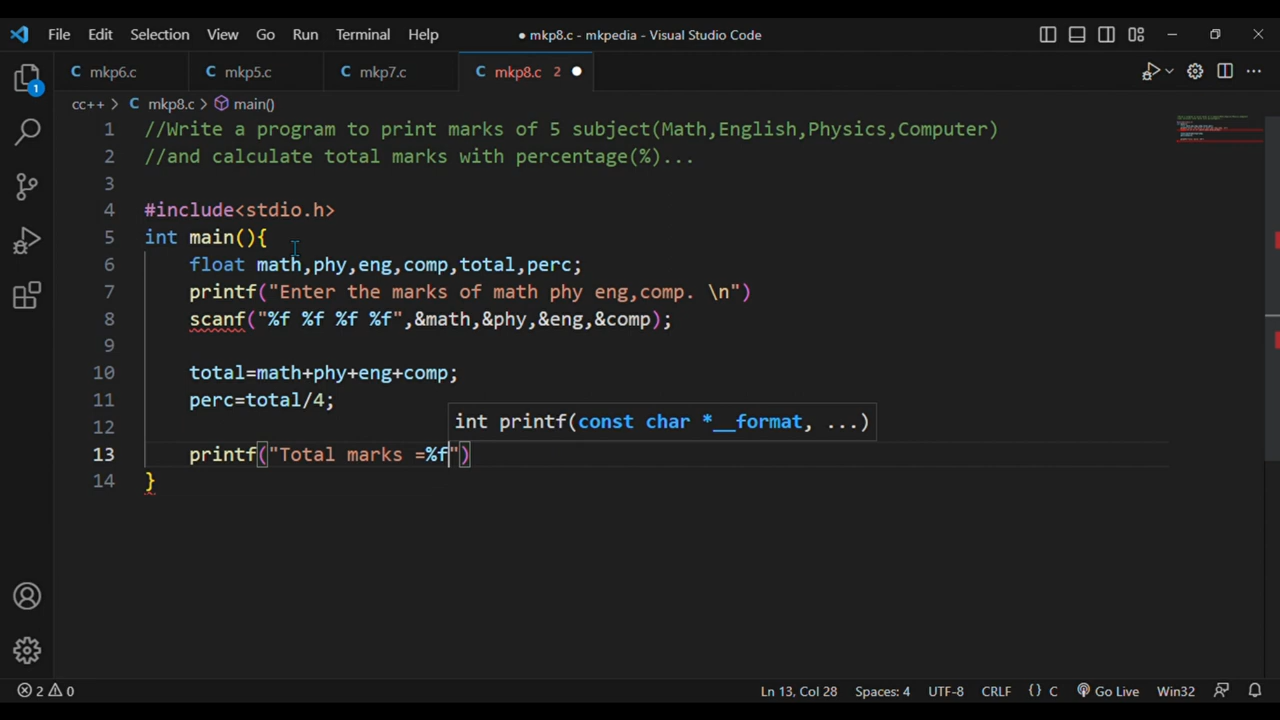 File Edit Selection View Go Run Terminal Help ● mkp8.c - mkpedia - Visual Studio Code
C mkp6.c C mkp5.c C mkp7.c C mkp8.c 2 ●
1
cc++ > C mkp8.c > main()
1 //Write a program to print marks of 5 subject(Math,English,Physics,Computer)
2 //and calculate total marks with percentage(%)...
3
4 #include<stdio.h>
5 int main(){
6 float math,phy,eng,comp,total,perc;
7 printf("Enter the marks of math phy eng,comp. \n")
8 scanf("%f %f %f %f",&math,&phy,&eng,&comp);
9
10 total=math+phy+eng+comp;
11 perc=total/4;
int printf(const char *__format, ...)
12
13 printf("Total marks =%f")
14 }
2 0 Ln 13, Col 28 Spaces: 4 UTF-8 CRLF {} C Go Live Win32